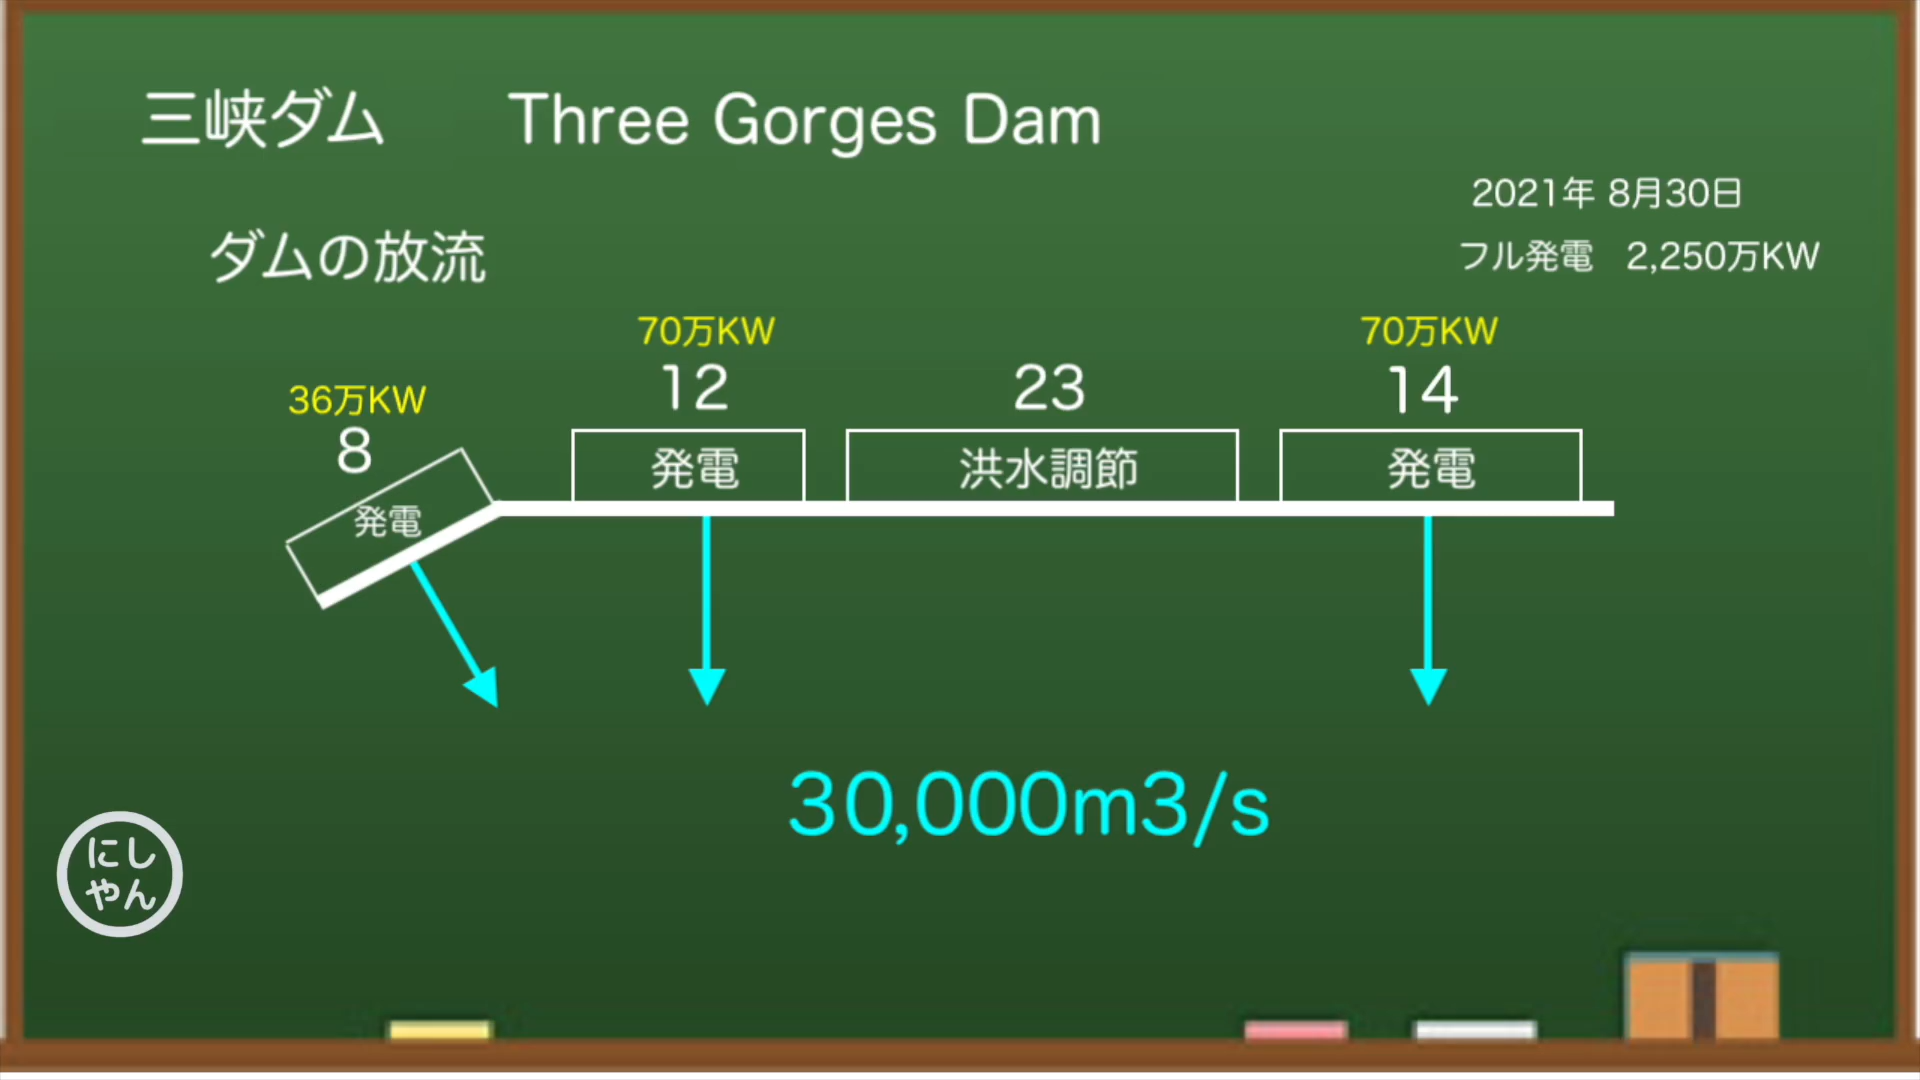 三峡ダム Three Gorges Dam
2021年 8月30日
ダムの放流
フル発電 2,250万KW
70万KW
70万KW
36万KW
12
23
14
8
発電
洪水調節
発電
発電
30,000m3/s
にし
やん